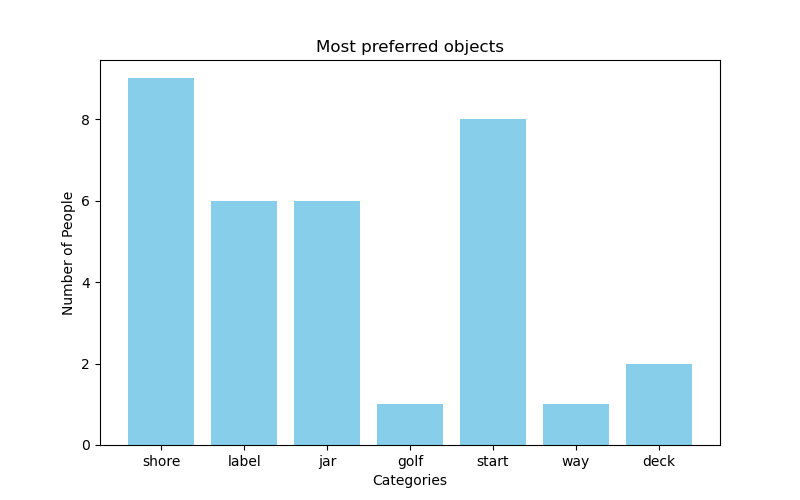 Most preferred objects
Number of People
8
6
4
2
0
shore label jar golf start way deck
Categories